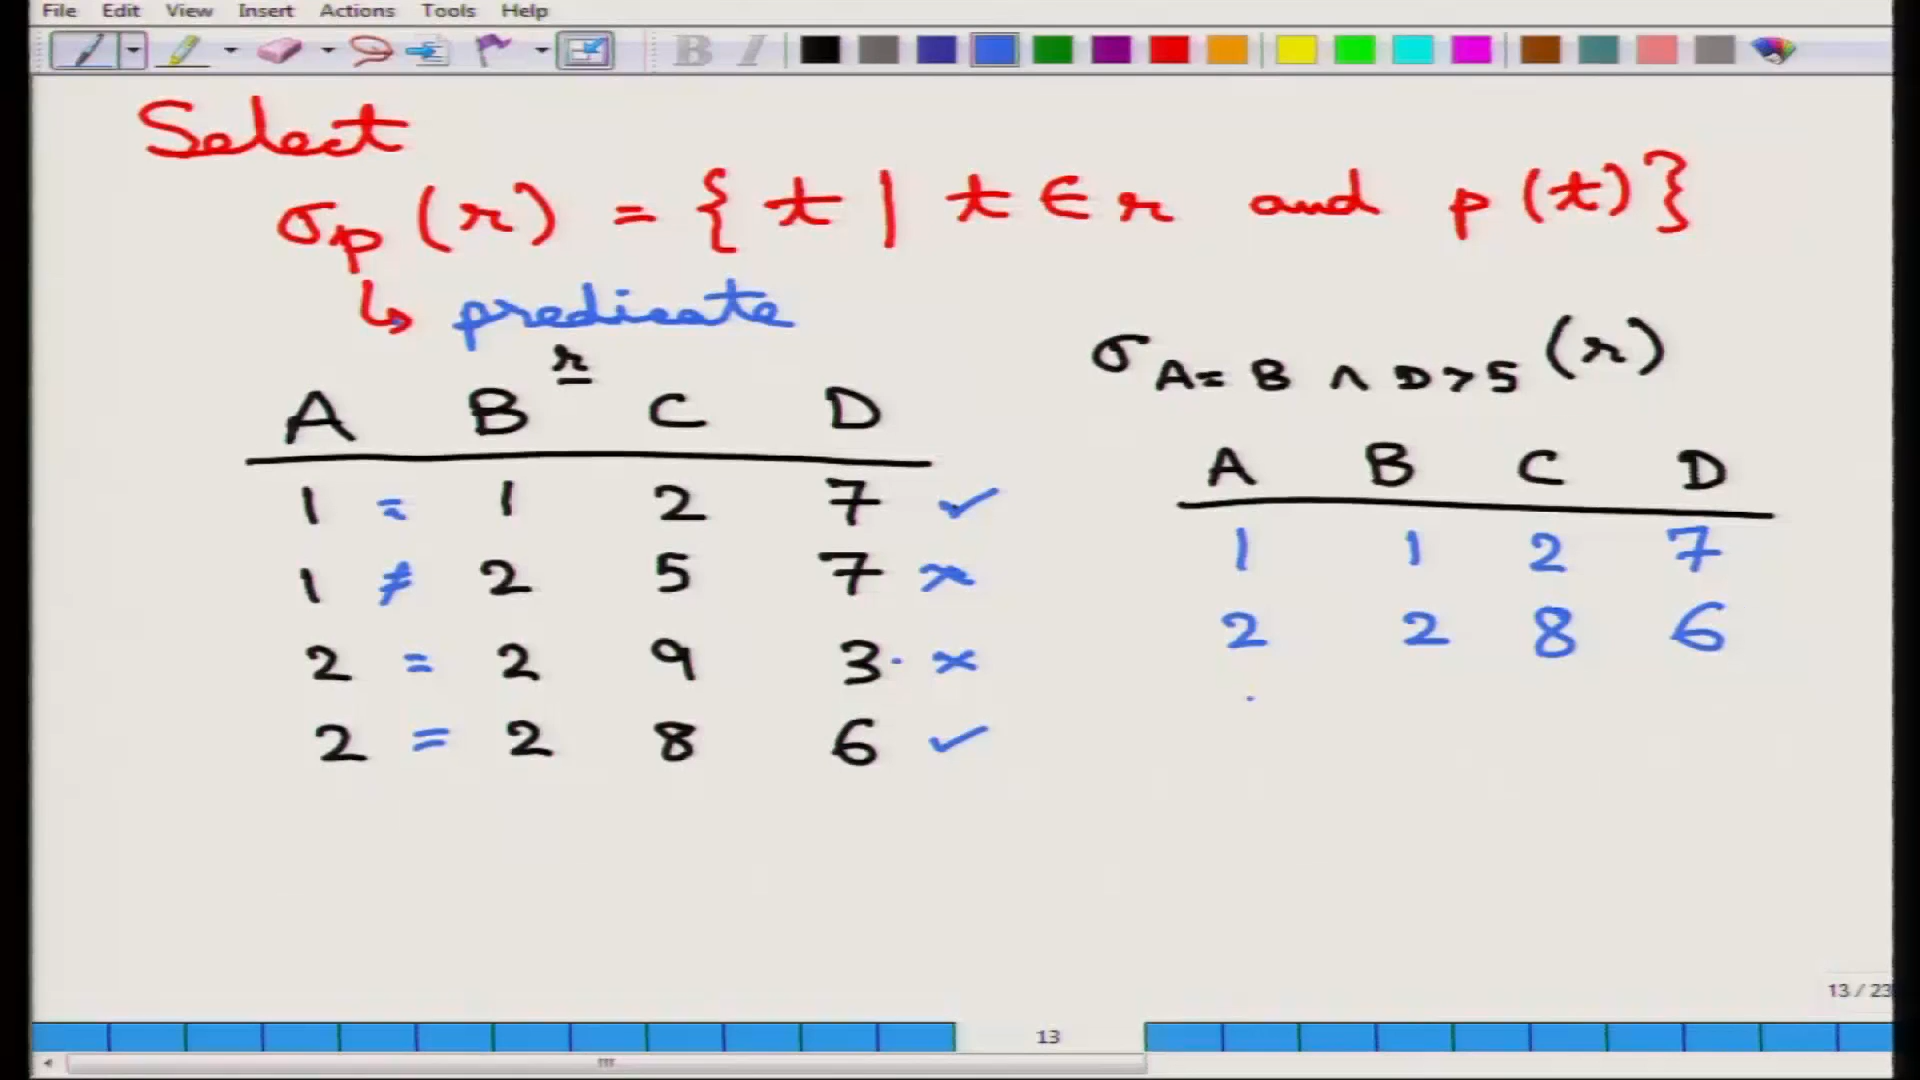 File Edit View Insert Actions Tools Help
B I
Select
σp (r) = { t | t ∈ r and p (t) }
↳ predicate
r
A B C D
1 = 1 2 7 ✓
1 ≠ 2 5 7 ×
2 = 2 9 3 ×
2 = 2 8 6 ✓
σ A = B ∧ D > 5 (r)
A B C D
1 1 2 7
2 2 8 6
13 / 23
13